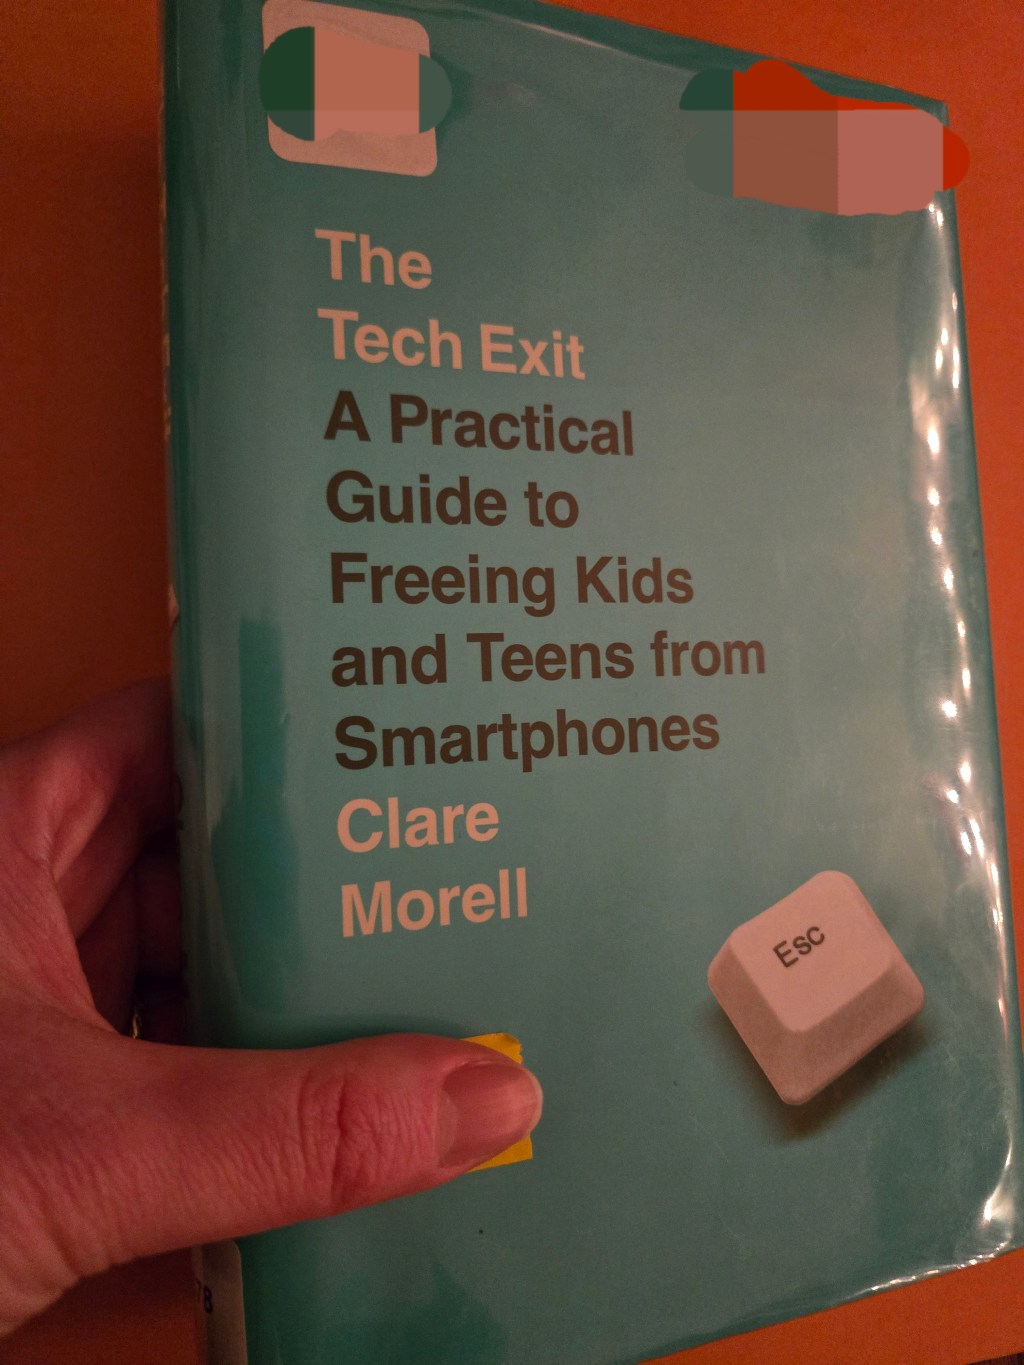 The
Tech Exit
A Practical
Guide to
Freeing Kids
and Teens from
Smartphones
Clare
Morell
Esc